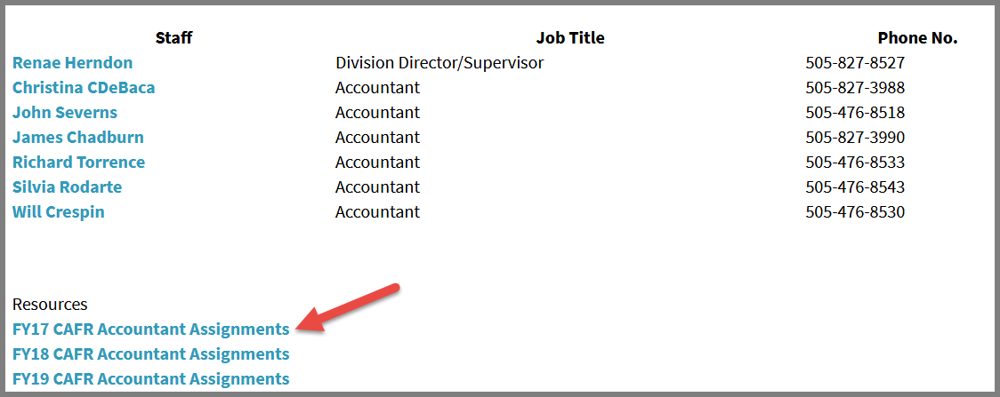 Staff Job Title Phone No.
Renae Herndon Division Director/Supervisor 505-827-8527
Christina CDeBaca Accountant 505-827-3988
John Severns Accountant 505-476-8518
James Chadburn Accountant 505-827-3990
Richard Torrence Accountant 505-476-8533
Silvia Rodarte Accountant 505-476-8543
Will Crespin Accountant 505-476-8530
Resources
FY17 CAFR Accountant Assignments
FY18 CAFR Accountant Assignments
FY19 CAFR Accountant Assignments